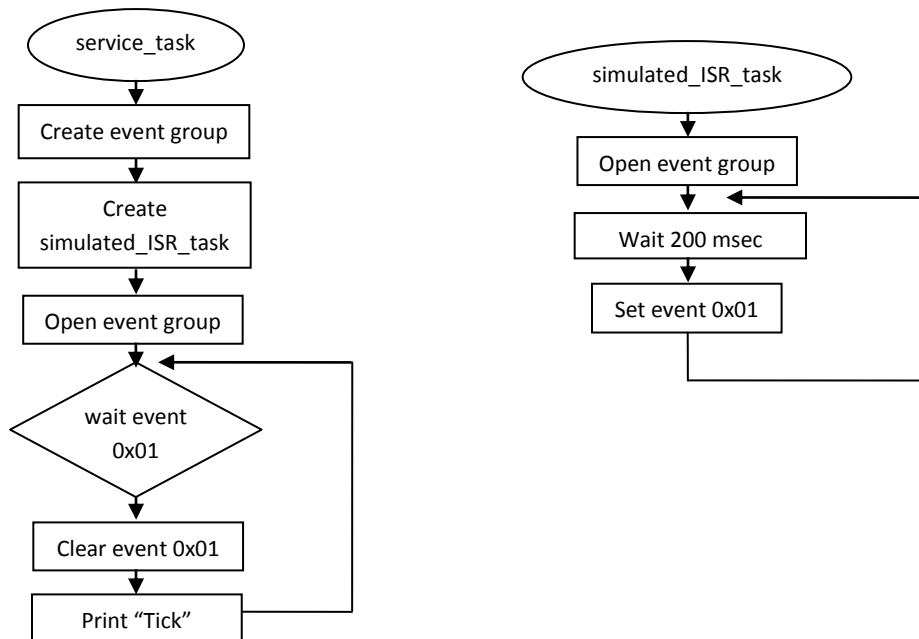 service_task
Create event group
Create
simulated_ISR_task
Open event group
wait event
0x01
Clear event 0x01
Print “Tick”
simulated_ISR_task
Open event group
Wait 200 msec
Set event 0x01